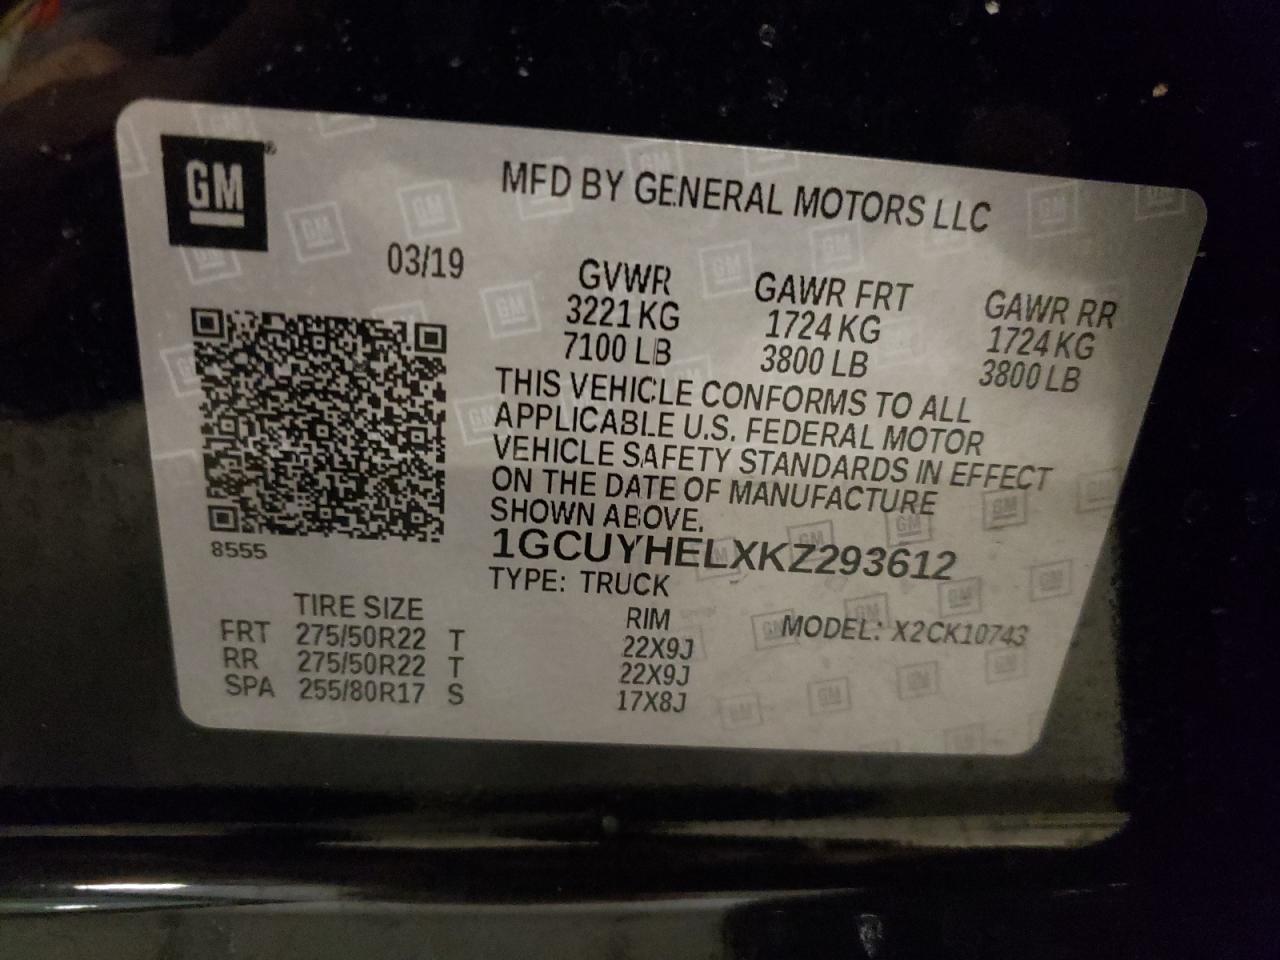 GM
MFD BY GENERAL MOTORS LLC
03/19
GVWR GAWR FRT GAWR RR
3221 KG 1724 KG 1724 KG
7100 LB 3800 LB 3800 LB
THIS VEHICLE CONFORMS TO ALL
APPLICABLE U.S. FEDERAL MOTOR
VEHICLE SAFETY STANDARDS IN EFFECT
ON THE DATE OF MANUFACTURE
SHOWN ABOVE.
8555
1GCUYHELXKZ293612
TYPE: TRUCK
TIRE SIZE RIM MODEL: X2CK10743
FRT 275/50R22 T 22X9J
RR 275/50R22 T 22X9J
SPA 255/80R17 S 17X8J